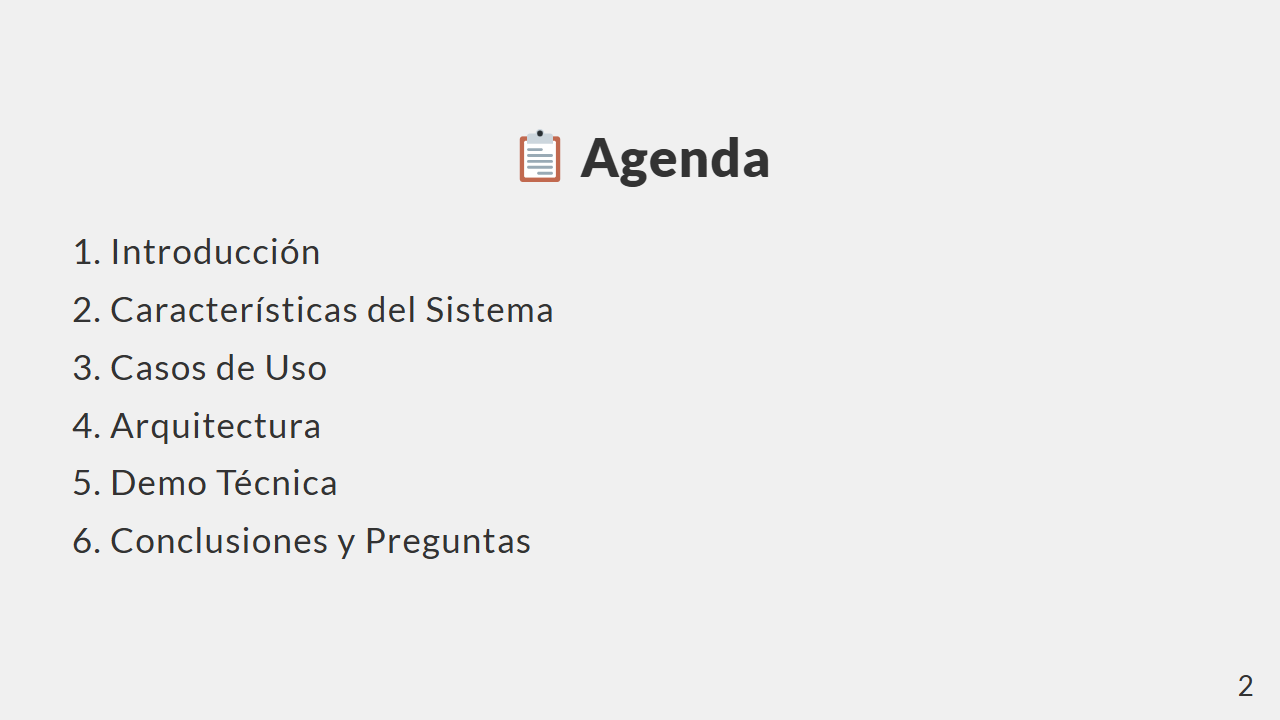 Agenda
1. Introducción
2. Características del Sistema
3. Casos de Uso
4. Arquitectura
5. Demo Técnica
6. Conclusiones y Preguntas
2